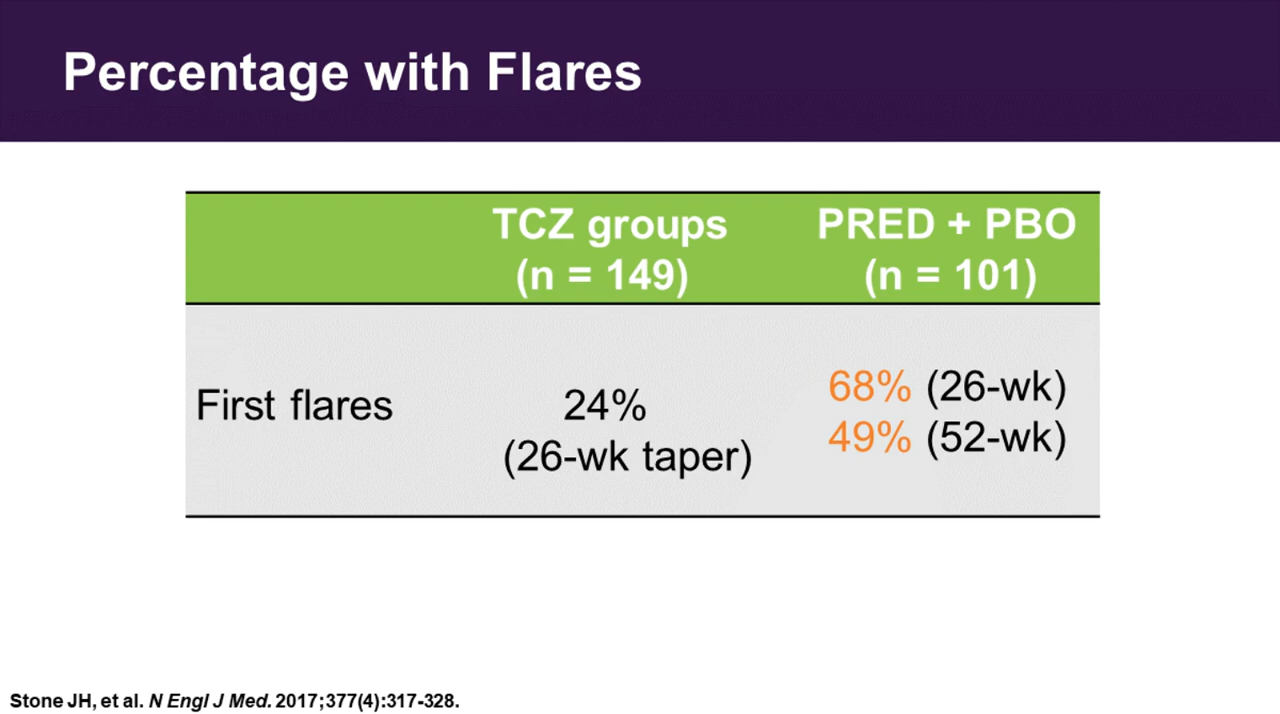 Percentage with Flares
TCZ groups
(n = 149)
PRED + PBO
(n = 101)
First flares
24%
(26-wk taper)
68% (26-wk)
49% (52-wk)
Stone JH, et al. N Engl J Med. 2017;377(4):317-328.